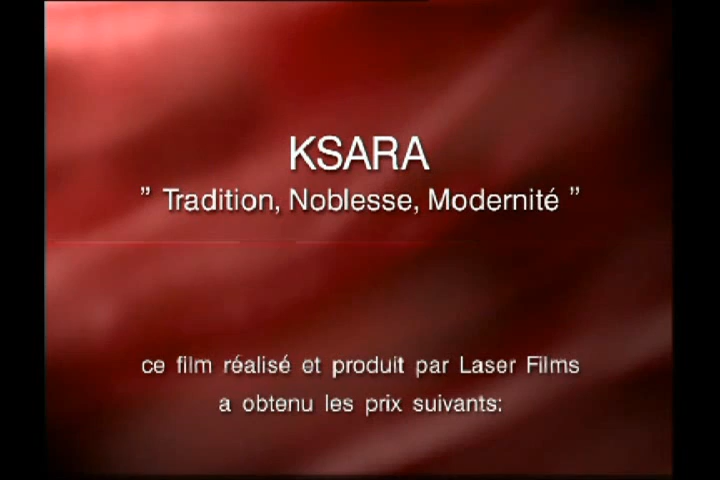 KSARA
" Tradition, Noblesse, Modernité "
ce film réalisé et produit par Laser Films
a obtenu les prix suivants: